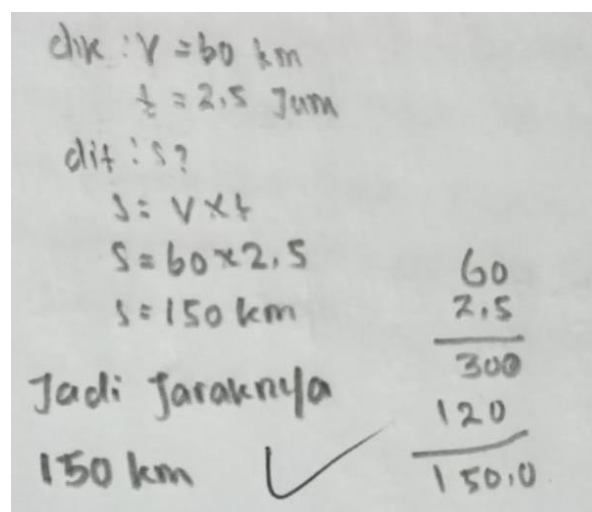 dik : V = 60 km
t = 2,5 Jam
dit : S?
S = V x t
S = 60 x 2,5
S = 150 km
Jadi Jaraknya
150 km
60
2,5
300
120
150,0